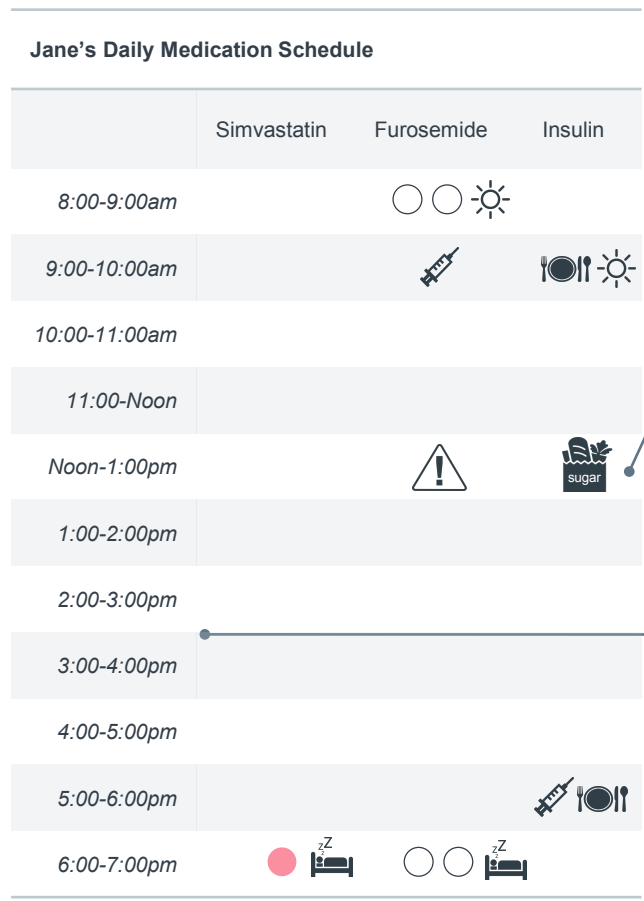 Jane’s Daily Medication Schedule
Simvastatin Furosemide Insulin
8:00-9:00am
9:00-10:00am
10:00-11:00am
11:00-Noon
Noon-1:00pm
sugar
1:00-2:00pm
2:00-3:00pm
3:00-4:00pm
4:00-5:00pm
5:00-6:00pm
zzZ zzZ
6:00-7:00pm